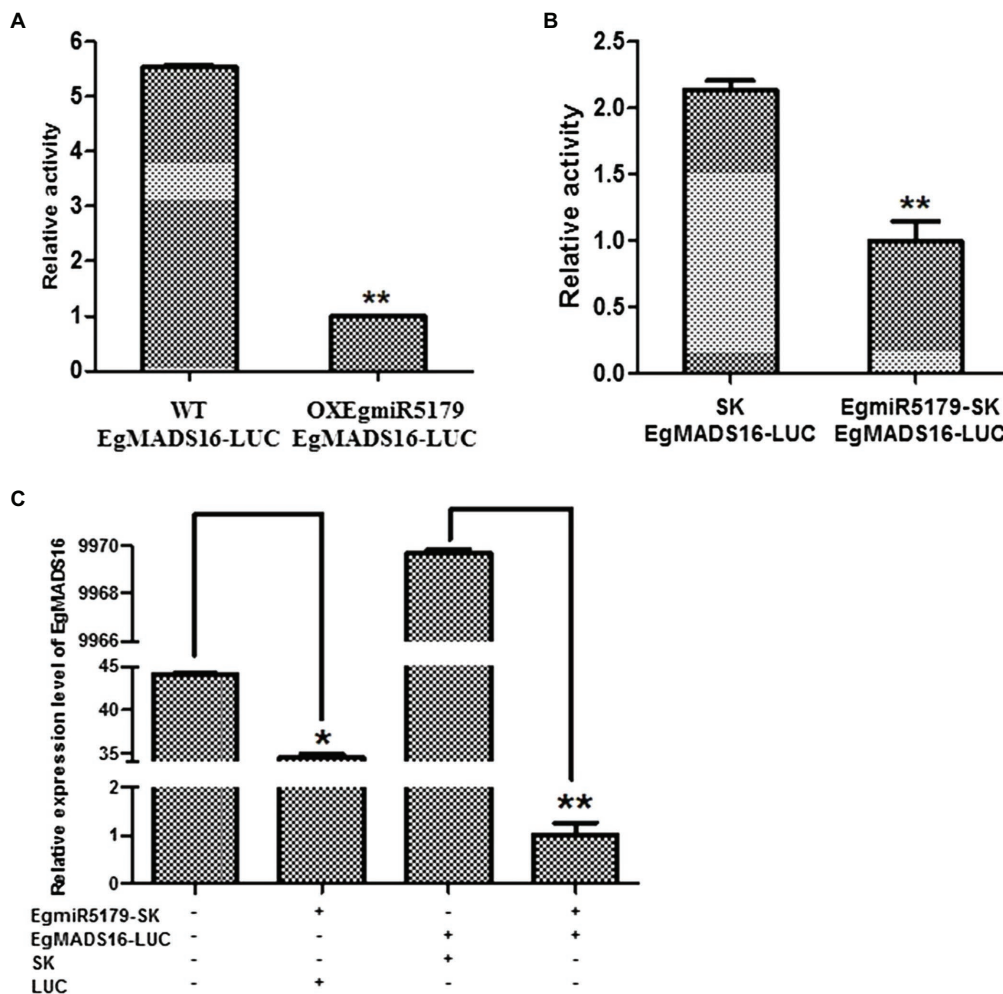 A
Relative activity
6
5
4
3
2
1
0
**
WT
EgMADS16-LUC
OXEgmiR5179
EgMADS16-LUC
B
Relative activity
2.5
2.0
1.5
1.0
0.5
0.0
**
SK
EgMADS16-LUC
EgmiR5179-SK
EgMADS16-LUC
C
Relative expression level of EgMADS16
9970
9968
9966
45
40
35
2
1
0
*
**
EgmiR5179-SK - + - +
EgMADS16-LUC - - + +
SK - - + -
LUC - + - -